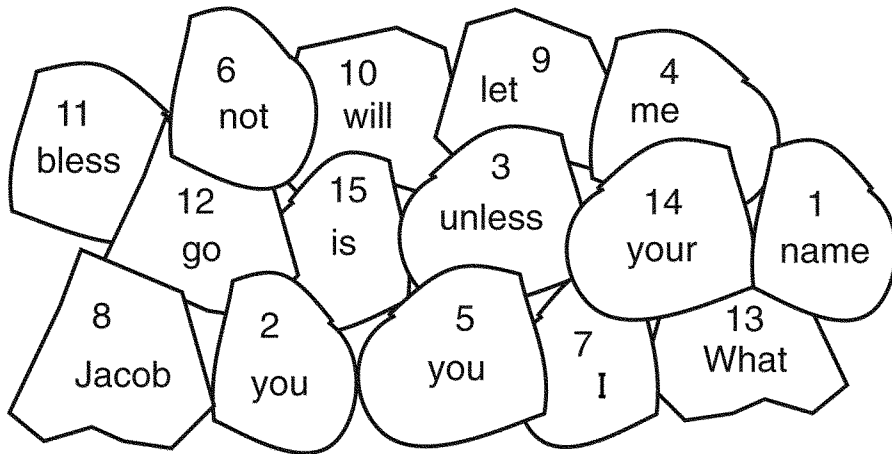 6 not
10 will
9 let
4 me
11 bless
12 go
15 is
3 unless
14 your
1 name
8 Jacob
2 you
5 you
7 I
13 What